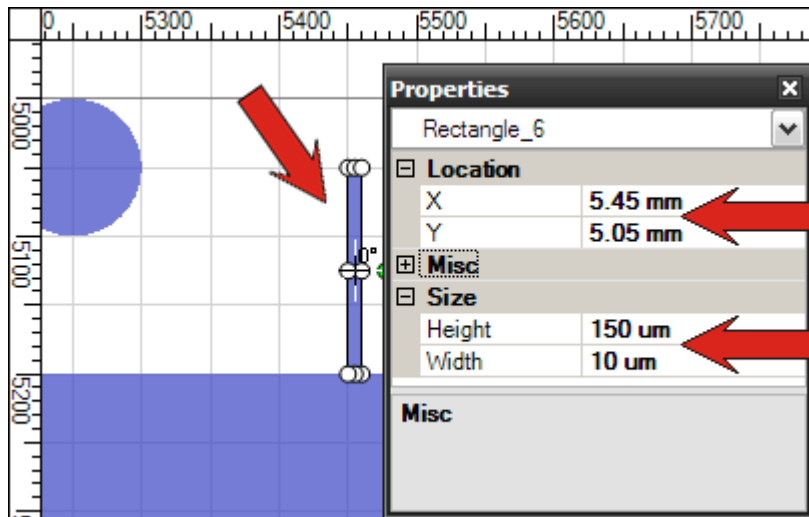 0 5300 5400 5500 5600 5700
5000
5100
5200
0°
Properties
Rectangle_6
Location
X 5.45 mm
Y 5.05 mm
Misc
Size
Height 150 um
Width 10 um
Misc